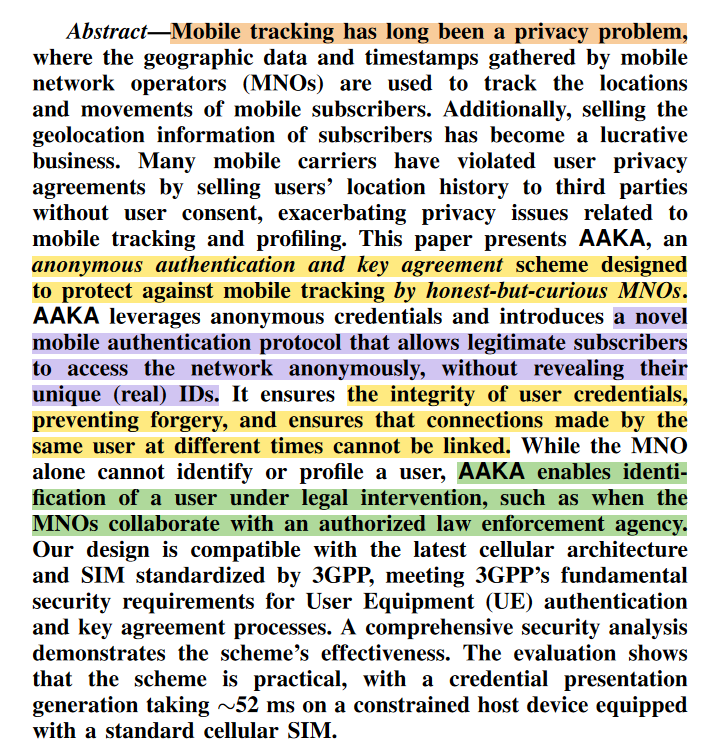 Abstract—Mobile tracking has long been a privacy problem,
where the geographic data and timestamps gathered by mobile
network operators (MNOs) are used to track the locations
and movements of mobile subscribers. Additionally, selling the
geolocation information of subscribers has become a lucrative
business. Many mobile carriers have violated user privacy
agreements by selling users' location history to third parties
without user consent, exacerbating privacy issues related to
mobile tracking and profiling. This paper presents AAKA, an
anonymous authentication and key agreement scheme designed
to protect against mobile tracking by honest-but-curious MNOs.
AAKA leverages anonymous credentials and introduces a novel
mobile authentication protocol that allows legitimate subscribers
to access the network anonymously, without revealing their
unique (real) IDs. It ensures the integrity of user credentials,
preventing forgery, and ensures that connections made by the
same user at different times cannot be linked. While the MNO
alone cannot identify or profile a user, AAKA enables identi-
fication of a user under legal intervention, such as when the
MNOs collaborate with an authorized law enforcement agency.
Our design is compatible with the latest cellular architecture
and SIM standardized by 3GPP, meeting 3GPP's fundamental
security requirements for User Equipment (UE) authentication
and key agreement processes. A comprehensive security analysis
demonstrates the scheme's effectiveness. The evaluation shows
that the scheme is practical, with a credential presentation
generation taking ∼52 ms on a constrained host device equipped
with a standard cellular SIM.